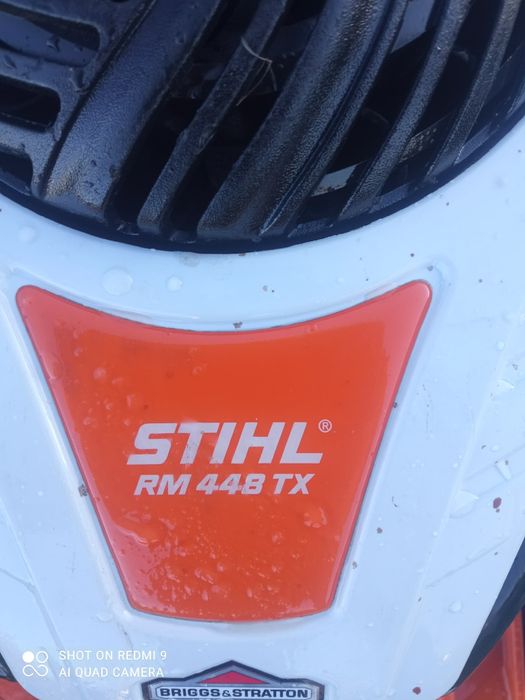 STIHL®
RM 448 TX
BRIGGS & STRATTON
SHOT ON REDMI 9
AI QUAD CAMERA